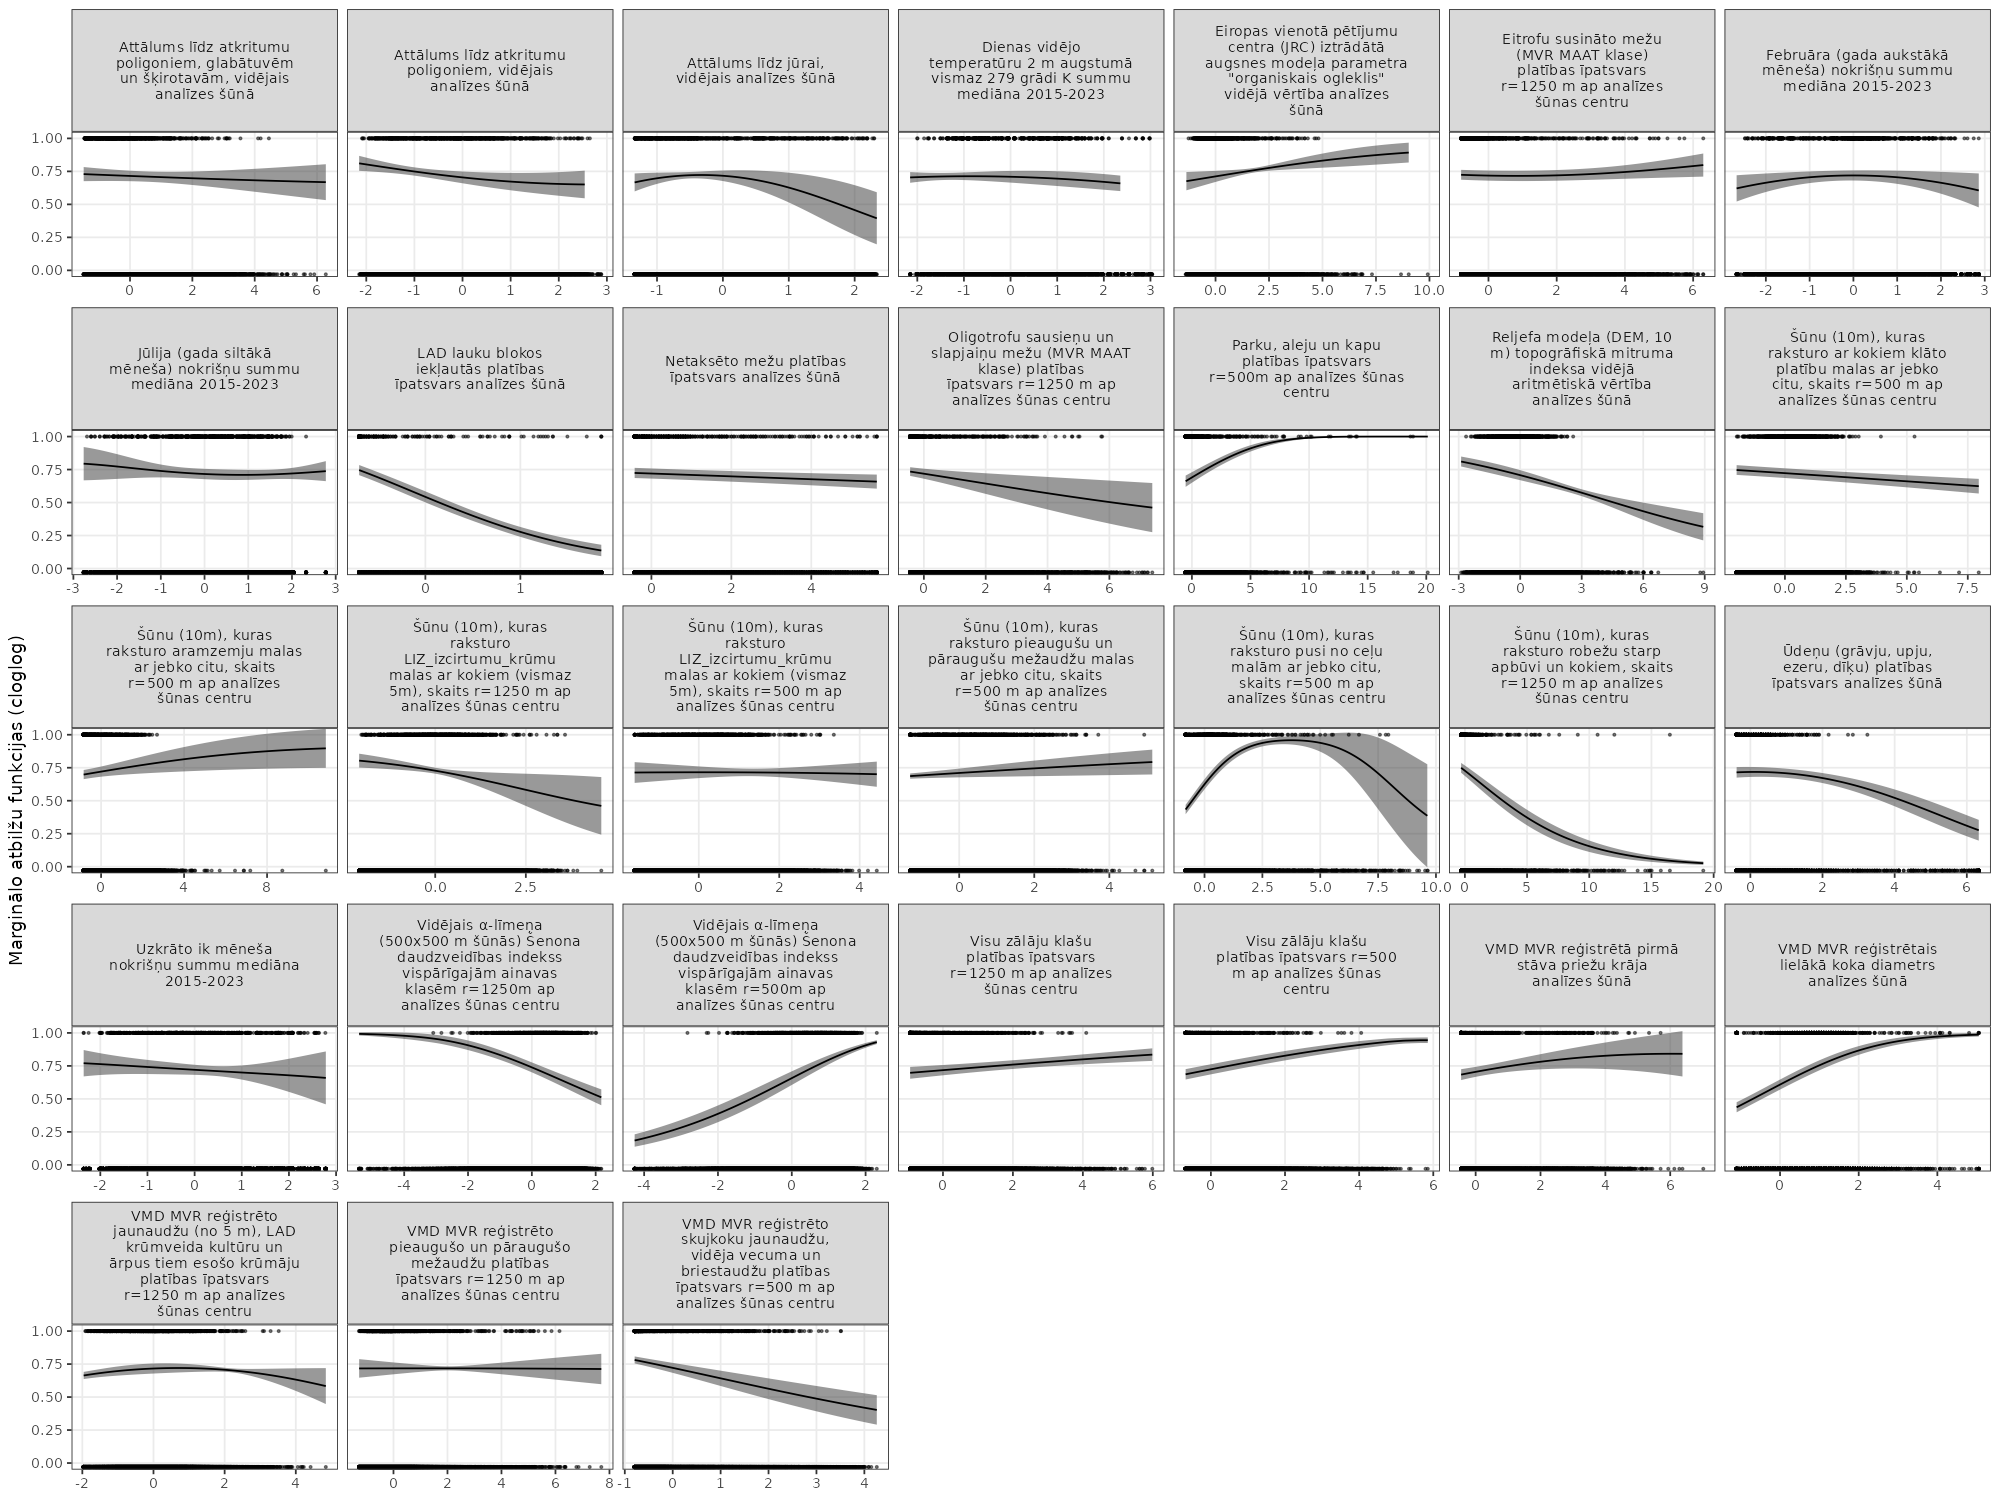 Attālums līdz atkritumu
poligoniem, glabātuvēm
un šķirotavām, vidējais
analīzes šūnā
Attālums līdz atkritumu
poligoniem, vidējais
analīzes šūnā
Attālums līdz jūrai,
vidējais analīzes šūnā
Dienas vidējo
temperatūru 2 m augstumā
vismaz 279 grādi K summu
mediāna 2015-2023
Eiropas vienotā pētījumu
centra (JRC) iztrādātā
augsnes modeļa parametra
"organiskais ogleklis"
vidējā vērtība analīzes
šūnā
Eitrofu susināto mežu
(MVR MAAT klase)
platības īpatsvars
r=1250 m ap analīzes
šūnas centru
Februāra (gada aukstākā
mēneša) nokrišņu summu
mediāna 2015-2023
1.00
0.75
0.50
0.25
0.00
0 2 4 6
-2 -1 0 1 2 3
-1 0 1 2
-2 -1 0 1 2 3
0.0 2.5 5.0 7.5 10.0
0 2 4 6
-2 -1 0 1 2 3
Jūlija (gada siltākā
mēneša) nokrišņu summu
mediāna 2015-2023
LAD lauku blokos
iekļautās platības
īpatsvars analīzes šūnā
Netaksēto mežu platības
īpatsvars analīzes šūnā
Oligotrofu sausieņu un
slapjaiņu mežu (MVR MAAT
klase) platības
īpatsvars r=1250 m ap
analīzes šūnas centru
Parku, aleju un kapu
platības īpatsvars
r=500m ap analīzes šūnas
centru
Reljefa modeļa (DEM, 10
m) topogrāfiskā mitruma
indeksa vidējā
aritmētiskā vērtība
analīzes šūnā
Šūnu (10m), kuras
raksturo ar kokiem klāto
platību malas ar jebko
citu, skaits r=500 m ap
analīzes šūnas centru
1.00
0.75
0.50
0.25
0.00
-3 -2 -1 0 1 2 3
0 1
0 2 4
0 2 4 6
0 5 10 15 20
-3 0 3 6 9
0.0 2.5 5.0 7.5
Marginālo atbilžu funkcijas (cloglog)
Šūnu (10m), kuras
raksturo aramzemju malas
ar jebko citu, skaits
r=500 m ap analīzes
šūnas centru
Šūnu (10m), kuras
raksturo
LIZ_izcirtumu_krūmu
malas ar kokiem (vismaz
5m), skaits r=1250 m ap
analīzes šūnas centru
Šūnu (10m), kuras
raksturo
LIZ_izcirtumu_krūmu
malas ar kokiem (vismaz
5m), skaits r=500 m ap
analīzes šūnas centru
Šūnu (10m), kuras
raksturo pieaugušu un
pāraugušu mežaudžu malas
ar jebko citu, skaits
r=500 m ap analīzes
šūnas centru
Šūnu (10m), kuras
raksturo pusi no ceļu
malām ar jebko citu,
skaits r=500 m ap
analīzes šūnas centru
Šūnu (10m), kuras
raksturo robežu starp
apbūvi un kokiem, skaits
r=1250 m ap analīzes
šūnas centru
Ūdeņu (grāvju, upju,
ezeru, dīķu) platības
īpatsvars analīzes šūnā
1.00
0.75
0.50
0.25
0.00
0 4 8
0.0 2.5
0 2 4
0 2 4
0.0 2.5 5.0 7.5 10.0
0 5 10 15 20
0 2 4 6
Uzkrāto ik mēneša
nokrišņu summu mediāna
2015-2023
Vidējais α-līmeņa
(500x500 m šūnās) Šenona
daudzveidības indekss
vispārīgajām ainavas
klasēm r=1250m ap
analīzes šūnas centru
Vidējais α-līmeņa
(500x500 m šūnās) Šenona
daudzveidības indekss
vispārīgajām ainavas
klasēm r=500m ap
analīzes šūnas centru
Visu zālāju klašu
platības īpatsvars
r=1250 m ap analīzes
šūnas centru
Visu zālāju klašu
platības īpatsvars r=500
m ap analīzes šūnas
centru
VMD MVR reģistrētā pirmā
stāva priežu krāja
analīzes šūnā
VMD MVR reģistrētais
lielākā koka diametrs
analīzes šūnā
1.00
0.75
0.50
0.25
0.00
-2 -1 0 1 2 3
-4 -2 0 2
-4 -2 0 2
0 2 4 6
0 2 4 6
0 2 4 6
0 2 4
VMD MVR reģistrēto
jaunaudžu (no 5 m), LAD
krūmveida kultūru un
ārpus tiem esošo krūmāju
platības īpatsvars
r=1250 m ap analīzes
šūnas centru
VMD MVR reģistrēto
pieaugušo un pāraugušo
mežaudžu platības
īpatsvars r=1250 m ap
analīzes šūnas centru
VMD MVR reģistrēto
skujkoku jaunaudžu,
vidēja vecuma un
briestaudžu platības
īpatsvars r=500 m ap
analīzes šūnas centru
1.00
0.75
0.50
0.25
0.00
-2 0 2 4
0 2 4 6 8
-1 0 1 2 3 4